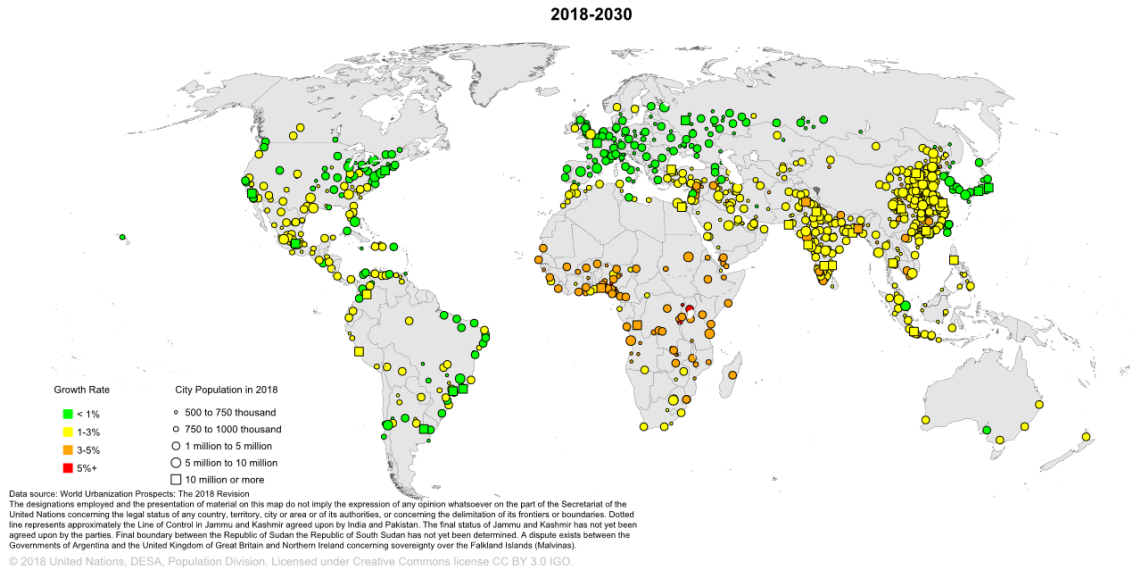 2018-2030
Growth Rate
< 1%
1-3%
3-5%
5%+
City Population in 2018
500 to 750 thousand
750 to 1000 thousand
1 million to 5 million
5 million to 10 million
10 million or more
Data source: World Urbanization Prospects: The 2018 Revision
The designations employed and the presentation of material on this map do not imply the expression of any opinion whatsoever on the part of the Secretariat of the
United Nations concerning the legal status of any country, territory, city or area or of its authorities, or concerning the delimitation of its frontiers or boundaries. Dotted
line represents approximately the Line of Control in Jammu and Kashmir agreed upon by India and Pakistan. The final status of Jammu and Kashmir has not yet been
agreed upon by the parties. Final boundary between the Republic of Sudan the Republic of South Sudan has not yet been determined. A dispute exists between the
Governments of Argentina and the United Kingdom of Great Britain and Northern Ireland concerning sovereignty over the Falkland Islands (Malvinas).
© 2018 United Nations, DESA, Population Division. Licensed under Creative Commons license CC BY 3.0 IGO.